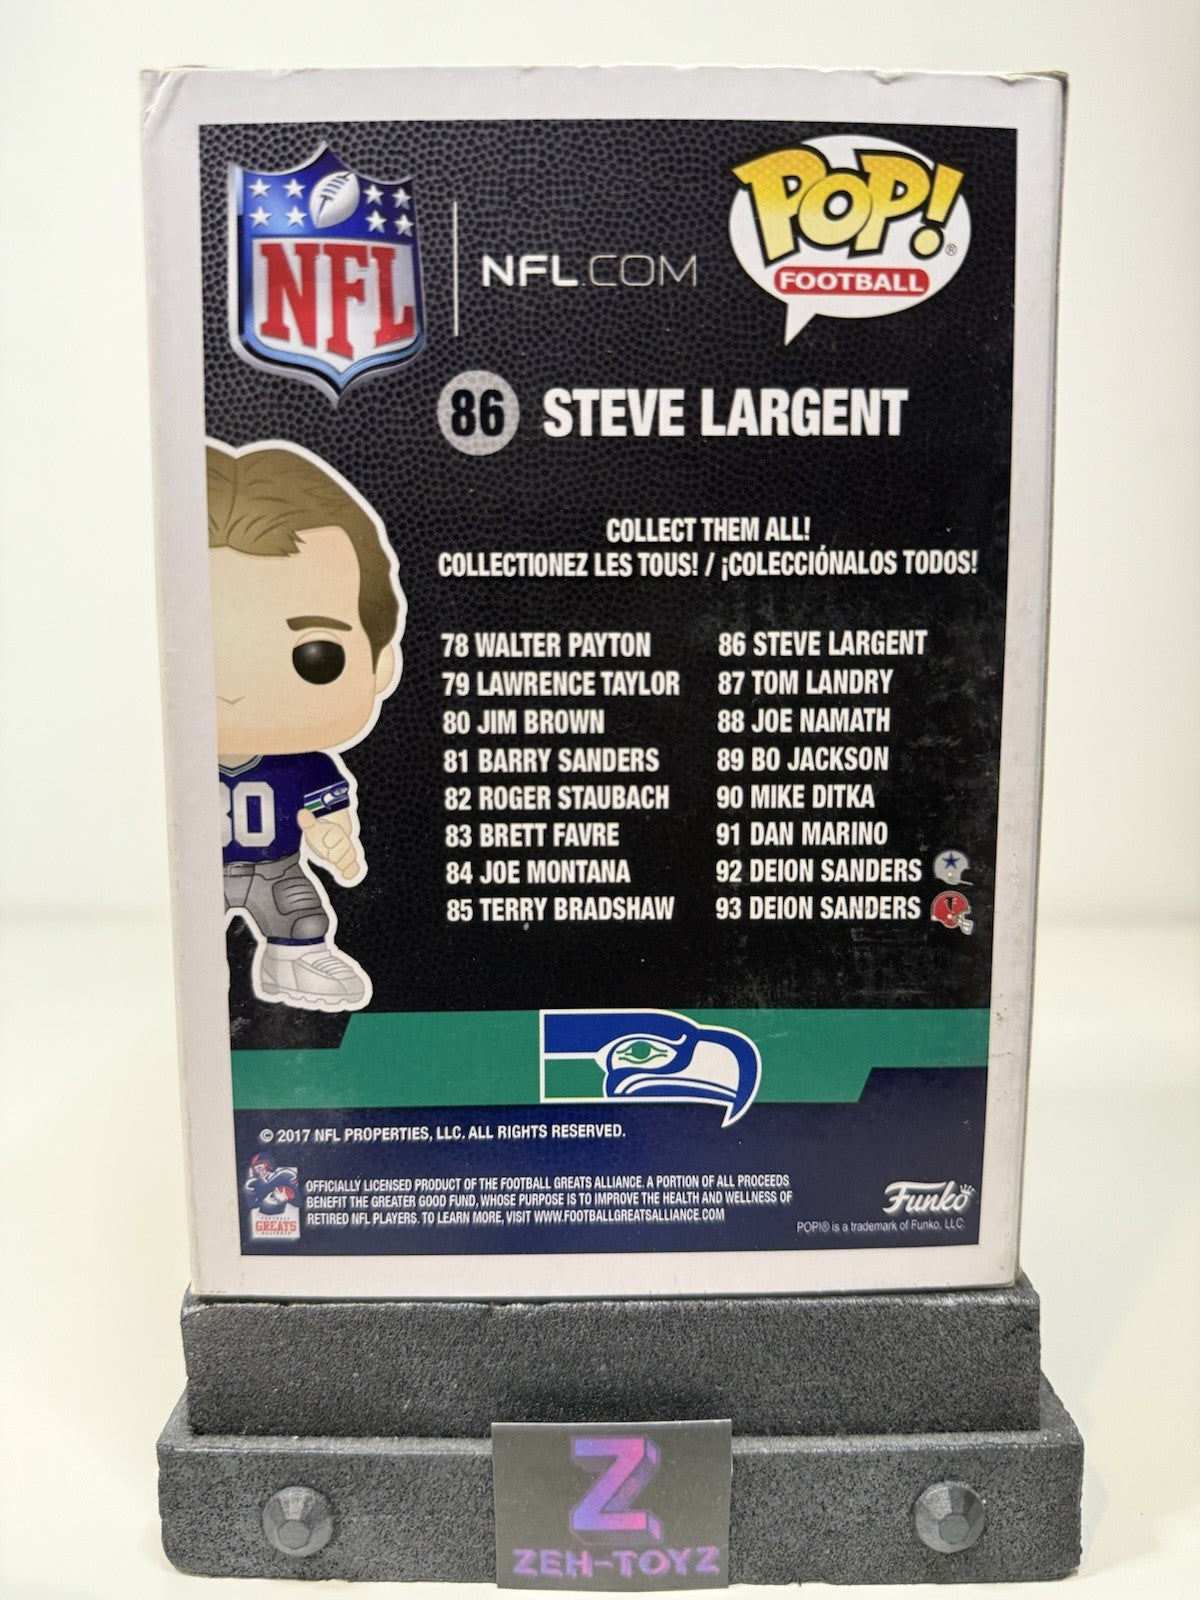 NFL
NFL.COM
POP!®
FOOTBALL
86 STEVE LARGENT
COLLECT THEM ALL!
COLLECTIONEZ LES TOUS! / ¡COLECCIÓNALOS TODOS!
78 WALTER PAYTON
79 LAWRENCE TAYLOR
80 JIM BROWN
81 BARRY SANDERS
82 ROGER STAUBACH
83 BRETT FAVRE
84 JOE MONTANA
85 TERRY BRADSHAW
86 STEVE LARGENT
87 TOM LANDRY
88 JOE NAMATH
89 BO JACKSON
90 MIKE DITKA
91 DAN MARINO
92 DEION SANDERS
93 DEION SANDERS
80
© 2017 NFL PROPERTIES, LLC. ALL RIGHTS RESERVED.
OFFICIALLY LICENSED PRODUCT OF THE FOOTBALL GREATS ALLIANCE. A PORTION OF ALL PROCEEDS
BENEFIT THE GREATER GOOD FUND, WHOSE PURPOSE IS TO IMPROVE THE HEALTH AND WELLNESS OF
RETIRED NFL PLAYERS. TO LEARN MORE, VISIT WWW.FOOTBALLGREATSALLIANCE.COM
FOOTBALL
GREATS
ALLIANCE
Funko
POP!® is a trademark of Funko, LLC.
Z
ZEH-TOYZ